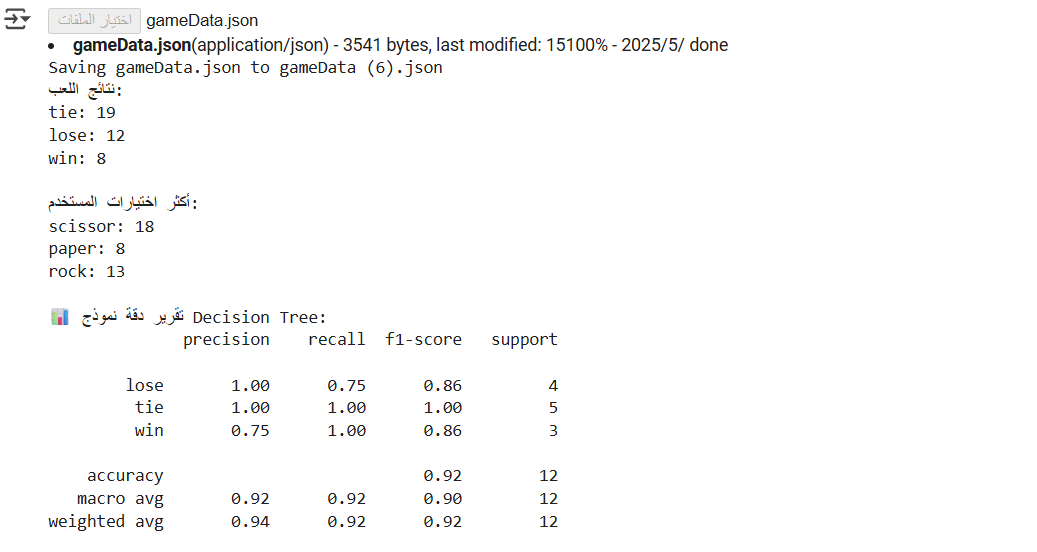 اختيار الملفات gameData.json
• gameData.json(application/json) - 3541 bytes, last modified: 15100% - 2025/5/ done
Saving gameData.json to gameData (6).json
نتائج اللعب:
tie: 19
lose: 12
win: 8
أكثر اختيارات المستخدم:
scissor: 18
paper: 8
rock: 13
📊 تقرير دقة نموذج Decision Tree:
precision recall f1-score support
lose 1.00 0.75 0.86 4
tie 1.00 1.00 1.00 5
win 0.75 1.00 0.86 3
accuracy 0.92 12
macro avg 0.92 0.92 0.90 12
weighted avg 0.94 0.92 0.92 12